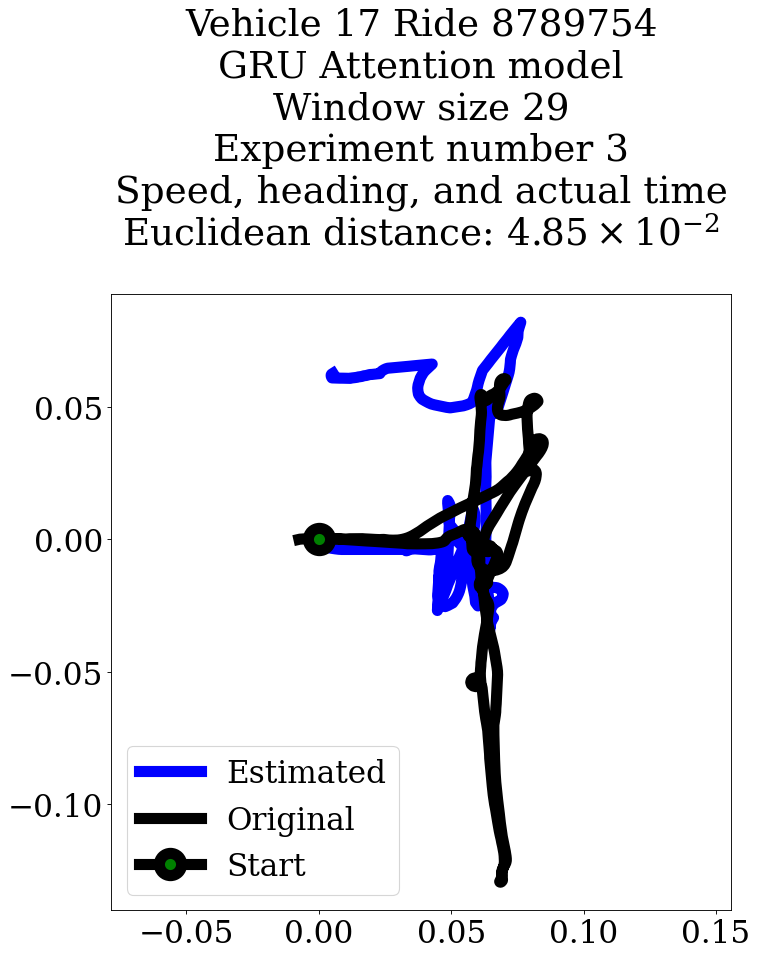 Vehicle 17 Ride 8789754
GRU Attention model
Window size 29
Experiment number 3
Speed, heading, and actual time
Euclidean distance: 4.85 × 10⁻²
0.05
0.00
−0.05
−0.10
Estimated
Original
Start
−0.05 0.00 0.05 0.10 0.15